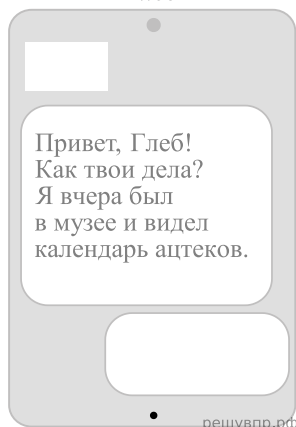 Привет, Глеб!
Как твои дела?
Я вчера был
в музее и видел
календарь ацтеков.
решувпр.рф